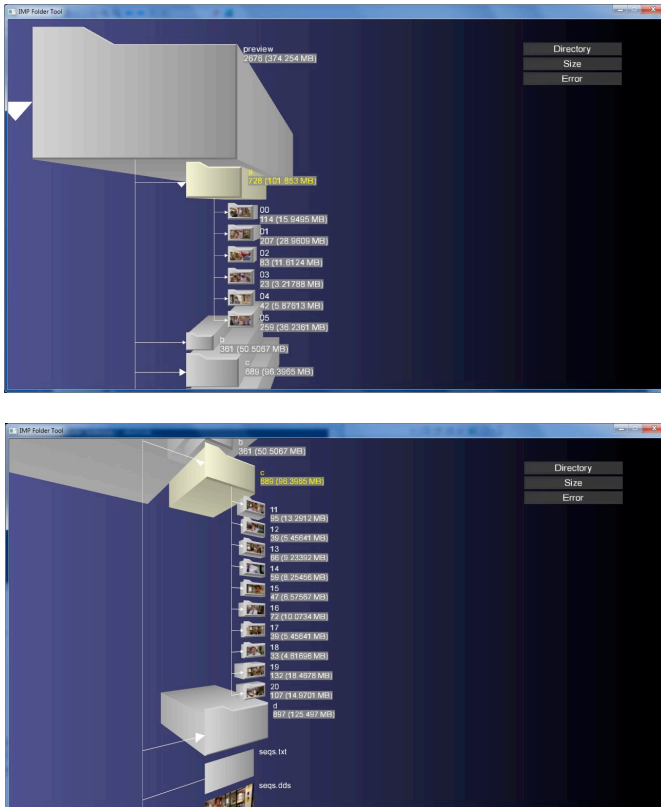 IMP Folder Tool
preview
2676 (374.254 MB)
Directory
Size
Error
a
728 (101.853 MB)
00
114 (15.9495 MB)
01
207 (28.9609 MB)
02
83 (11.6124 MB)
03
23 (3.21788 MB)
04
42 (5.87613 MB)
05
259 (36.2361 MB)
b
361 (50.5067 MB)
c
689 (96.3965 MB)
IMP Folder Tool
b
361 (50.5067 MB)
Directory
Size
Error
c
689 (96.3965 MB)
11
95 (13.2912 MB)
12
39 (5.45641 MB)
13
66 (9.23392 MB)
14
59 (8.25456 MB)
15
47 (6.57567 MB)
16
72 (10.0734 MB)
17
39 (5.45641 MB)
18
33 (4.61696 MB)
19
132 (18.4678 MB)
20
107 (14.9701 MB)
d
897 (125.497 MB)
seqs.txt
seqs.dds